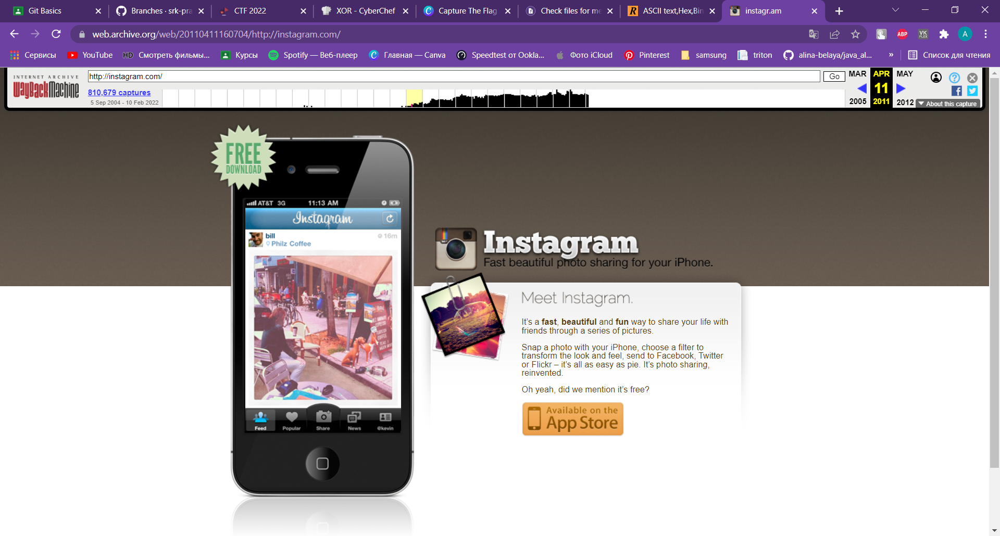 Git Basics
Branches · srk-pra
CTF 2022
XOR - CyberChef
Capture The Flag
Check files for me
ASCII text,Hex,Bin
instagr.am
web.archive.org/web/20110411160704/http://instagram.com/
ABP
VK
FLEX
A
Сервисы
YouTube
HD Смотреть фильмы...
Курсы
Spotify — Веб-плеер
Главная — Canva
Speedtest от Ookla...
Фото iCloud
Pinterest
samsung
triton
alina-belaya/java_al...
»
Список для чтения
INTERNET ARCHIVE
WayBackMachine
http://instagram.com/
Go
810,679 captures
5 Sep 2004 - 10 Feb 2022
MAR APR MAY
11
2005 2011 2012
About this capture
FREE
DOWNLOAD
AT&T 3G 11:13 AM
Instagram
bill 16m
Philz Coffee
Feed Popular Share News @kevin
Instagram
Fast beautiful photo sharing for your iPhone.
Meet Instagram.
It's a fast, beautiful and fun way to share your life with
friends through a series of pictures.
Snap a photo with your iPhone, choose a filter to
transform the look and feel, send to Facebook, Twitter
or Flickr – it's all as easy as pie. It's photo sharing,
reinvented.
Oh yeah, did we mention it's free?
Available on the
App Store